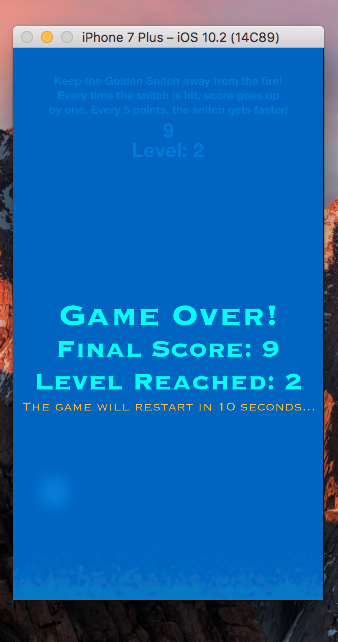 iPhone 7 Plus – iOS 10.2 (14C89)
Keep the Golden Snitch away from the fire!
Every time the snitch is hit, score goes up
by one. Every 5 points, the snitch gets faster!
9
Level: 2
Game Over!
Final Score: 9
Level Reached: 2
The game will restart in 10 seconds...